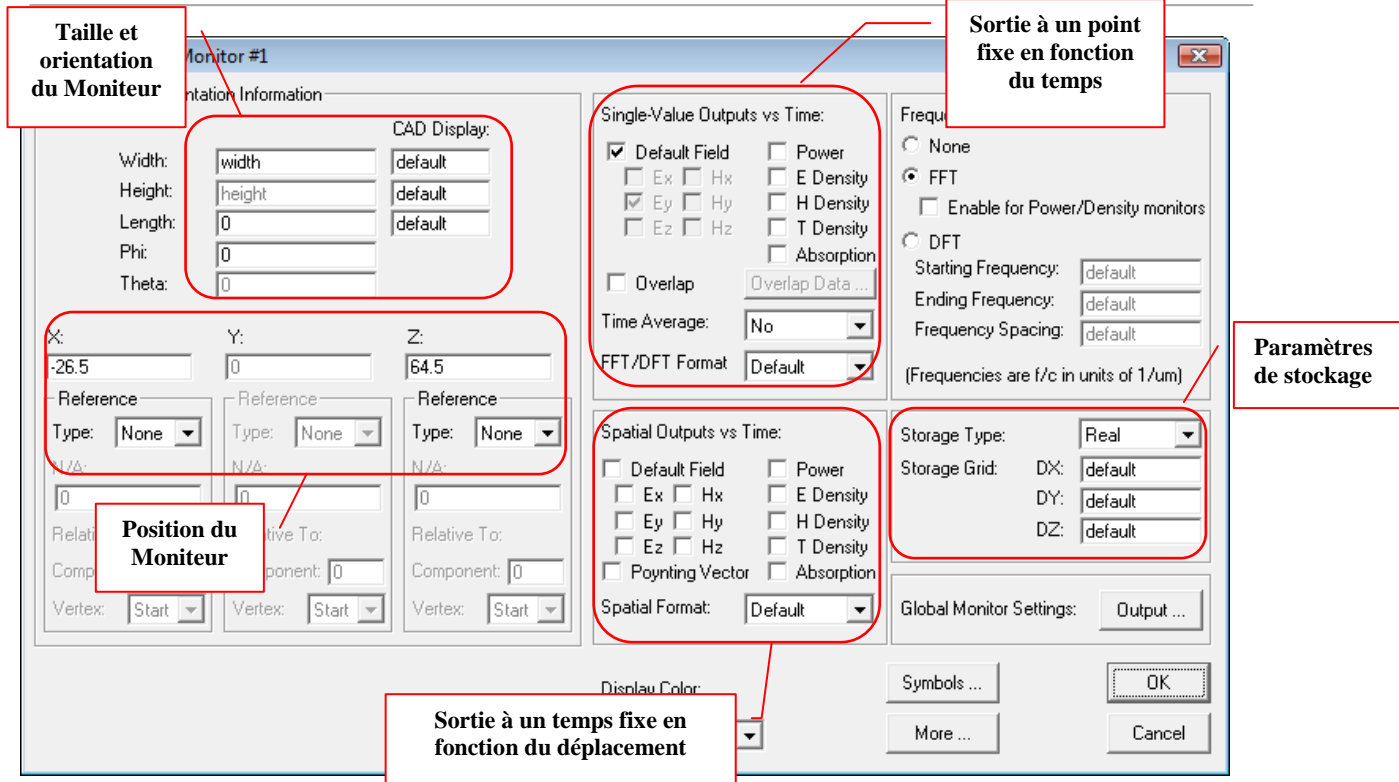 Taille et
orientation
du Moniteur
Sortie à un point
fixe en fonction
du temps
Monitor #1
ntation Information
CAD Display:
Width: width default
Height: height default
Length: 0 default
Phi: 0
Theta: 0
X: Y: Z:
-26.5 0 64.5
Reference Reference Reference
Type: None Type: None Type: None
N/A: N/A: N/A:
0 0 0
Relati tive To: Relative To:
Comp ponent: 0 Component: 0
Vertex: Start Vertex: Start Vertex: Start
Position du
Moniteur
Single-Value Outputs vs Time:
Default Field Power
Ex Hx E Density
Ey Hy H Density
Ez Hz T Density
Absorption
Overlap Overlap Data ...
Time Average: No
FFT/DFT Format Default
Spatial Outputs vs Time:
Default Field Power
Ex Hx E Density
Ey Hy H Density
Ez Hz T Density
Poynting Vector Absorption
Spatial Format: Default
Display Color:
Sortie à un temps fixe en
fonction du déplacement
Frequ
None
FFT
Enable for Power/Density monitors
DFT
Starting Frequency: default
Ending Frequency: default
Frequency Spacing: default
(Frequencies are f/c in units of 1/um)
Paramètres
de stockage
Storage Type: Real
Storage Grid: DX: default
DY: default
DZ: default
Global Monitor Settings: Output ...
Symbols ... OK
More ... Cancel